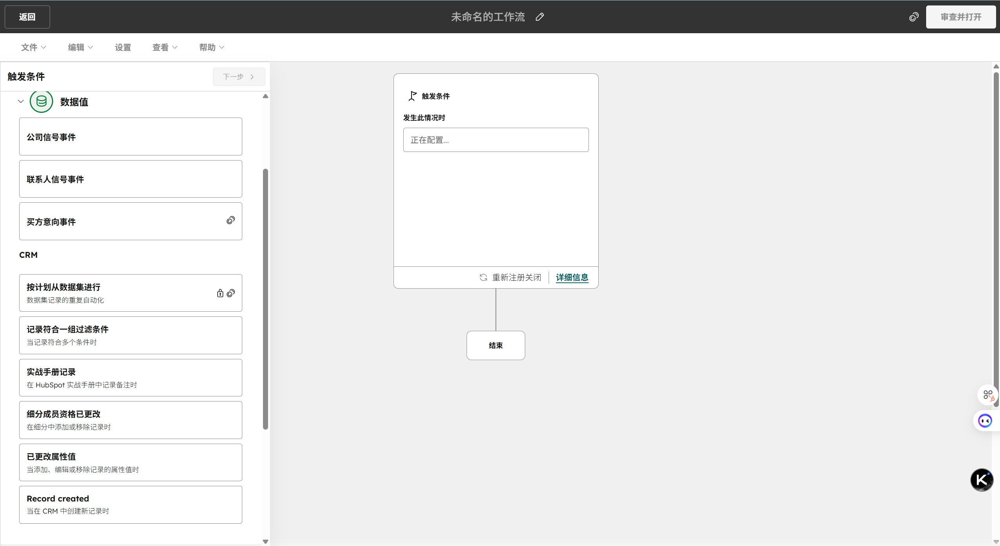 返回
未命名的工作流
审查并打开
文件
编辑
设置
查看
帮助
触发条件
下一步
数据值
公司信号事件
联系人信号事件
买方意向事件
CRM
按计划从数据集进行
数据集记录的重复自动化
记录符合一组过滤条件
当记录符合多个条件时
实战手册记录
在 HubSpot 实战手册中记录备注时
细分成员资格已更改
在细分中添加或移除记录时
已更改属性值
当添加、编辑或移除记录的属性值时
Record created
当在 CRM 中创建新记录时
触发条件
发生此情况时
正在配置...
重新注册关闭
详细信息
结束
K